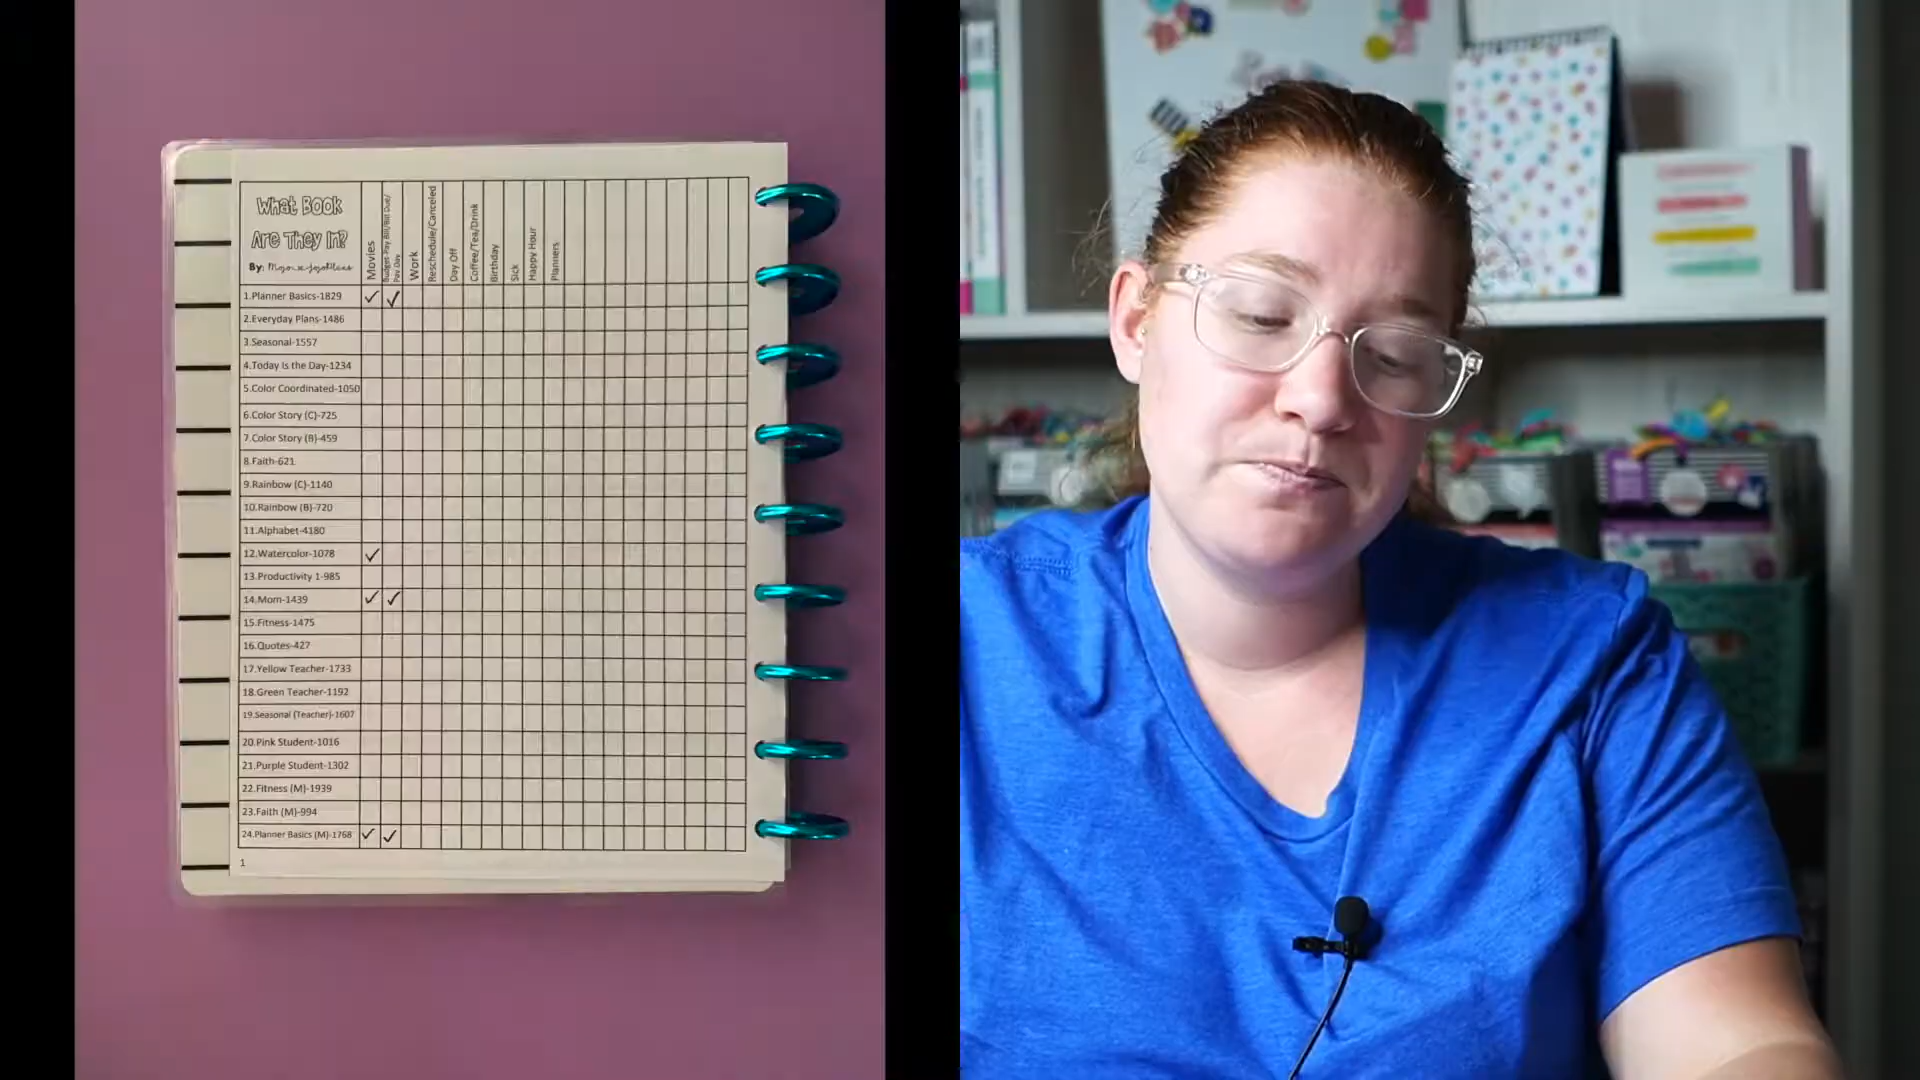 What Book
Are They In?
By:
Movies
Budget-Pay Bill/Bill Due/
Pay Day
Work
Reschedule/Canceled
Day Off
Coffee/Tea/Drink
Birthday
Sick
Happy Hour
Planners
1.Planner Basics-1829
2.Everyday Plans-1486
3.Seasonal-1557
4.Today Is the Day-1234
5.Color Coordinated-1050
6.Color Story (C)-725
7.Color Story (B)-459
8.Faith-621
9.Rainbow (C)-1140
10.Rainbow (B)-720
11.Alphabet-4180
12.Watercolor-1078
13.Productivity 1-985
14.Mom-1439
15.Fitness-1475
16.Quotes-427
17.Yellow Teacher-1733
18.Green Teacher-1192
19.Seasonal (Teacher)-1607
20.Pink Student-1016
21.Purple Student-1302
22.Fitness (M)-1939
23.Faith (M)-994
24.Planner Basics (M)-1768
1